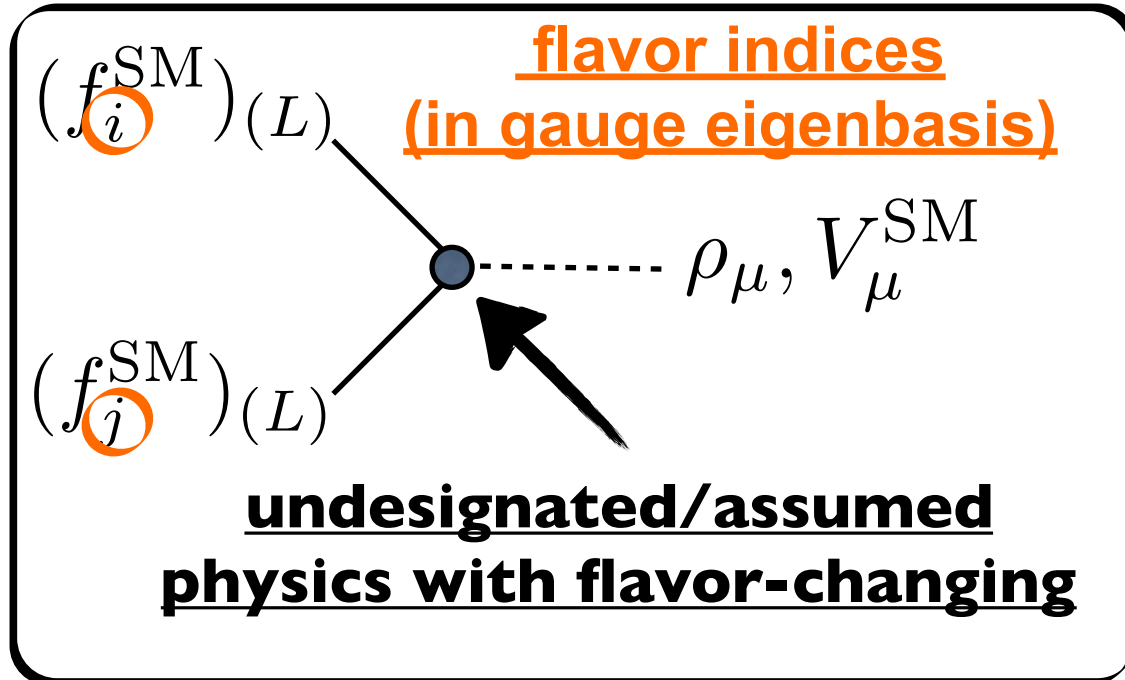 (f_i^SM)_(L)
flavor indices
(in gauge eigenbasis)
ρ_μ, V_μ^SM
(f_j^SM)_(L)
undesignated/assumed
physics with flavor-changing